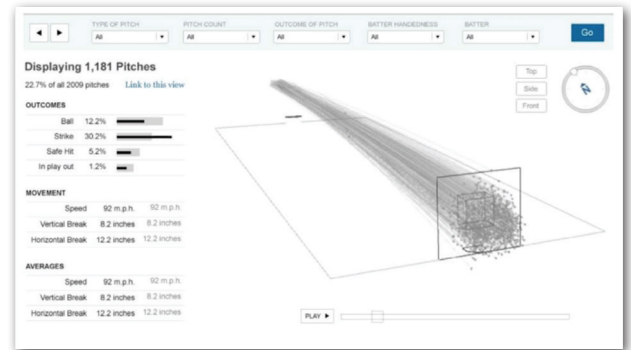 TYPE OF PITCH PITCH COUNT OUTCOME OF PITCH BATTER HANDEDNESS BATTER
All All All All All Go
Displaying 1,181 Pitches
22.7% of all 2009 pitches Link to this view
OUTCOMES
Ball 12.2%
Strike 30.2%
Safe Hit 5.2%
In play out 1.2%
MOVEMENT
Speed 92 m.p.h. 92 m.p.h
Vertical Break 8.2 inches 8.2 inches
Horizontal Break 12.2 inches 12.2 inches
AVERAGES
Speed 92 m.p.h. 92 m.p.h.
Vertical Break 8.2 inches 8.2 inches
Horizontal Break 12.2 inches 12.2 inches
Top
Side
Front
PLAY